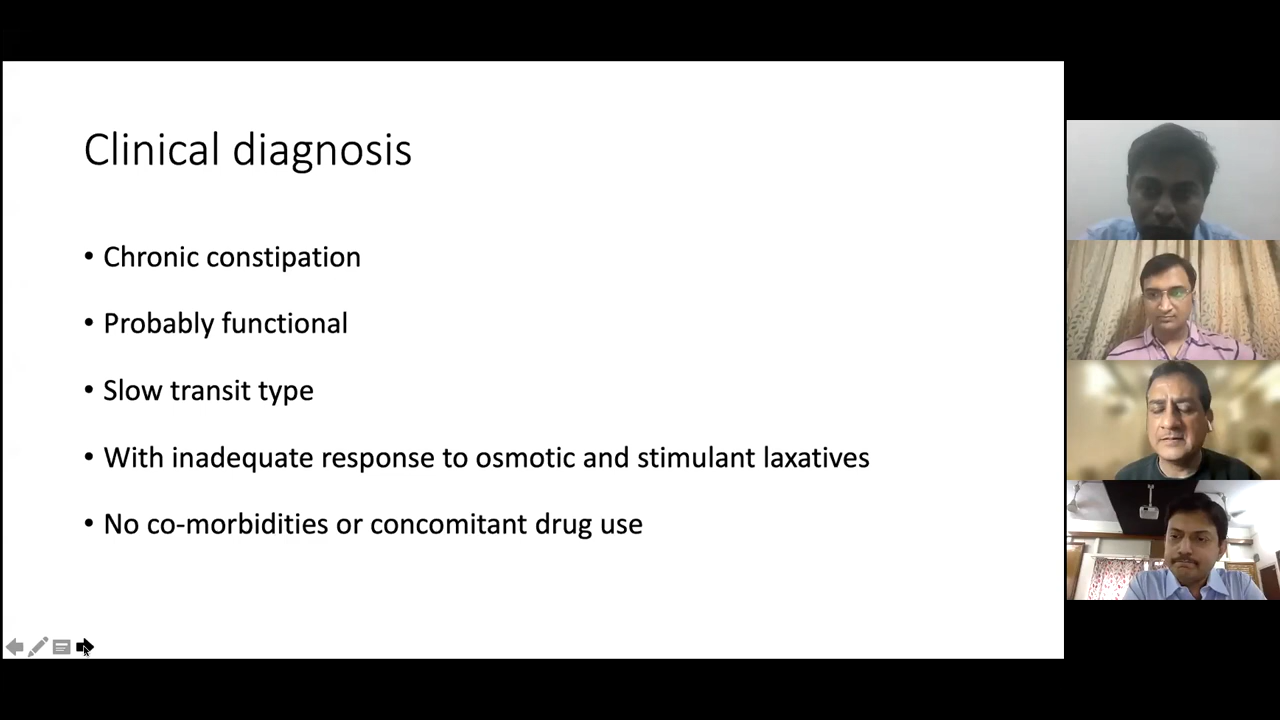 Clinical diagnosis
• Chronic constipation
• Probably functional
• Slow transit type
• With inadequate response to osmotic and stimulant laxatives
• No co-morbidities or concomitant drug use